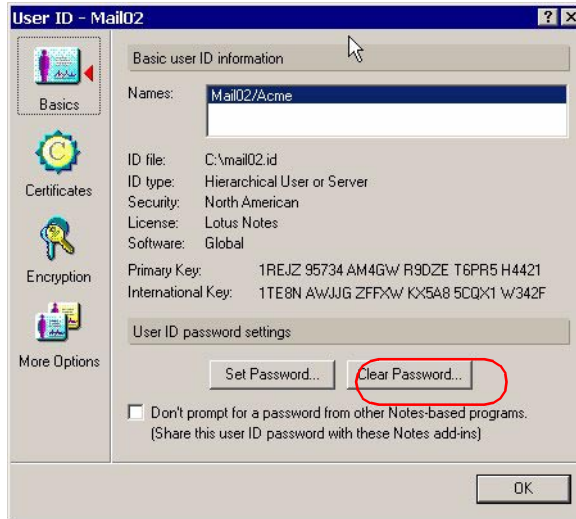 User ID - Mail02
Basics
Certificates
Encryption
More Options
Basic user ID information
Names: Mail02/Acme
ID file: C:\mail02.id
ID type: Hierarchical User or Server
Security: North American
License: Lotus Notes
Software: Global
Primary Key: 1REJZ 95734 AM4GW R9DZE T6PR5 H4421
International Key: 1TE8N AWJJG ZFFXW KX5A8 5CQX1 W342F
User ID password settings
Set Password... Clear Password...
Don't prompt for a password from other Notes-based programs.
(Share this user ID password with these Notes add-ins)
OK